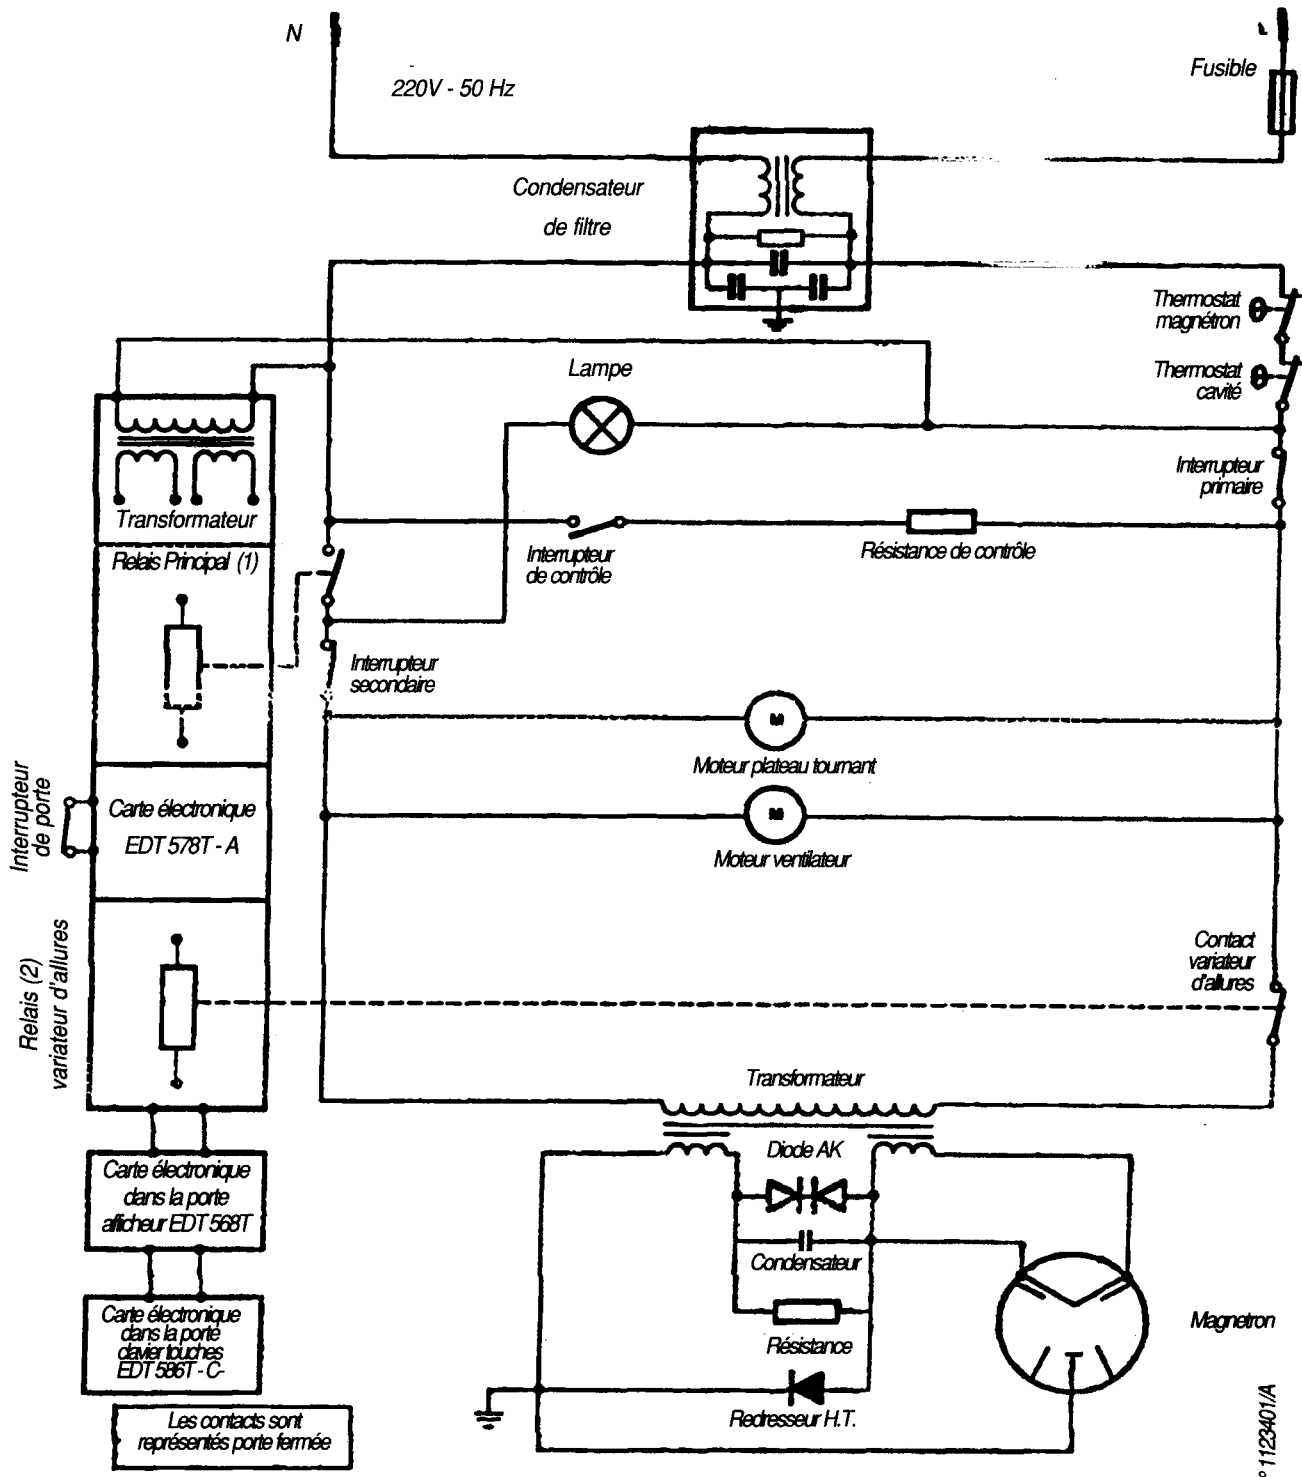 N
L
220V - 50 Hz
Fusible
Condensateur
de filtre
Thermostat
magnétron
Thermostat
cavité
Lampe
Interrupteur
primaire
Transformateur
Relais Principal (1)
Interrupteur
de contrôle
Résistance de contrôle
Interrupteur
secondaire
M
Moteur plateau tournant
Interrupteur
de porte
Carte électronique
EDT 578T - A
M
Moteur ventilateur
Relais (2)
variateur d'allures
Contact
variateur
d'allures
Transformateur
Diode AK
Carte électronique
dans la porte
afficheur EDT 568T
Condensateur
Carte électronique
dans la porte
clavier touches
EDT 586T - C-
Résistance
Magnetron
Redresseur H.T.
Les contacts sont
représentés porte fermée
° 1123401/A